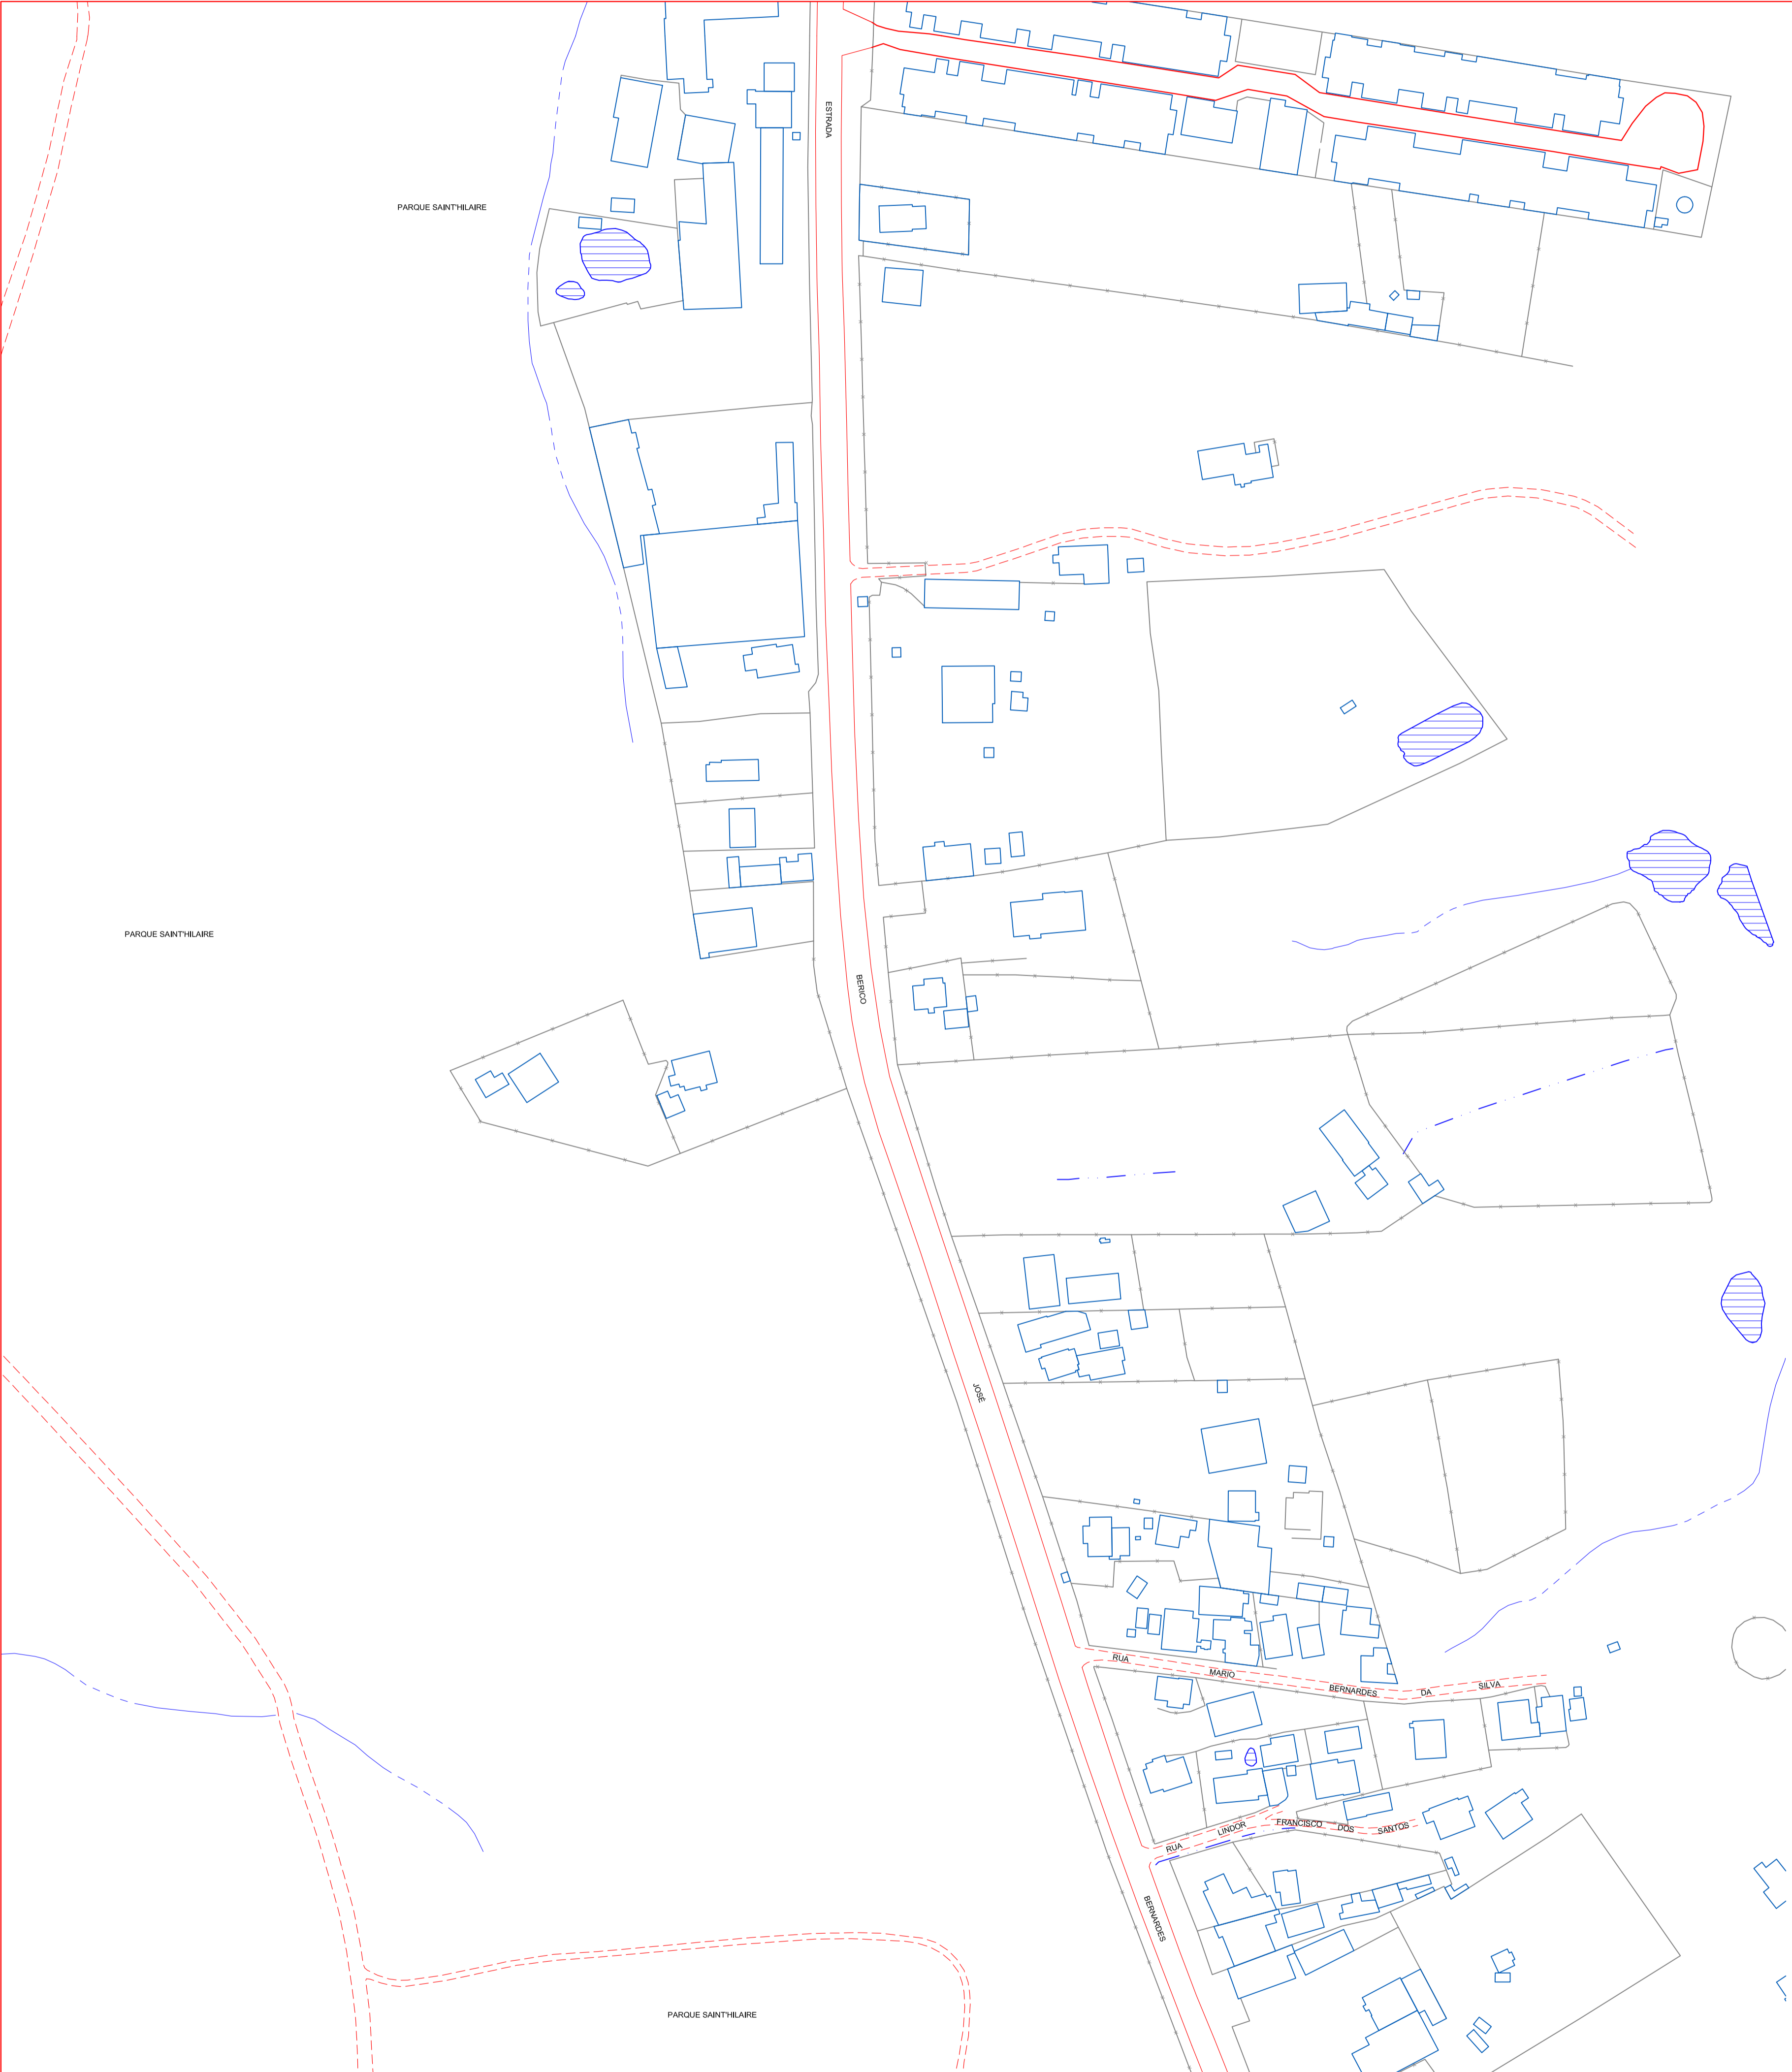 ESTRADA
PARQUE SAINT'HILAIRE
PARQUE SAINT'HILAIRE
BERICO
JOSÉ
RUA MARIO BERNARDES DA SILVA
RUA LINDOR FRANCISCO DOS SANTOS
BERNARDES
PARQUE SAINT'HILAIRE